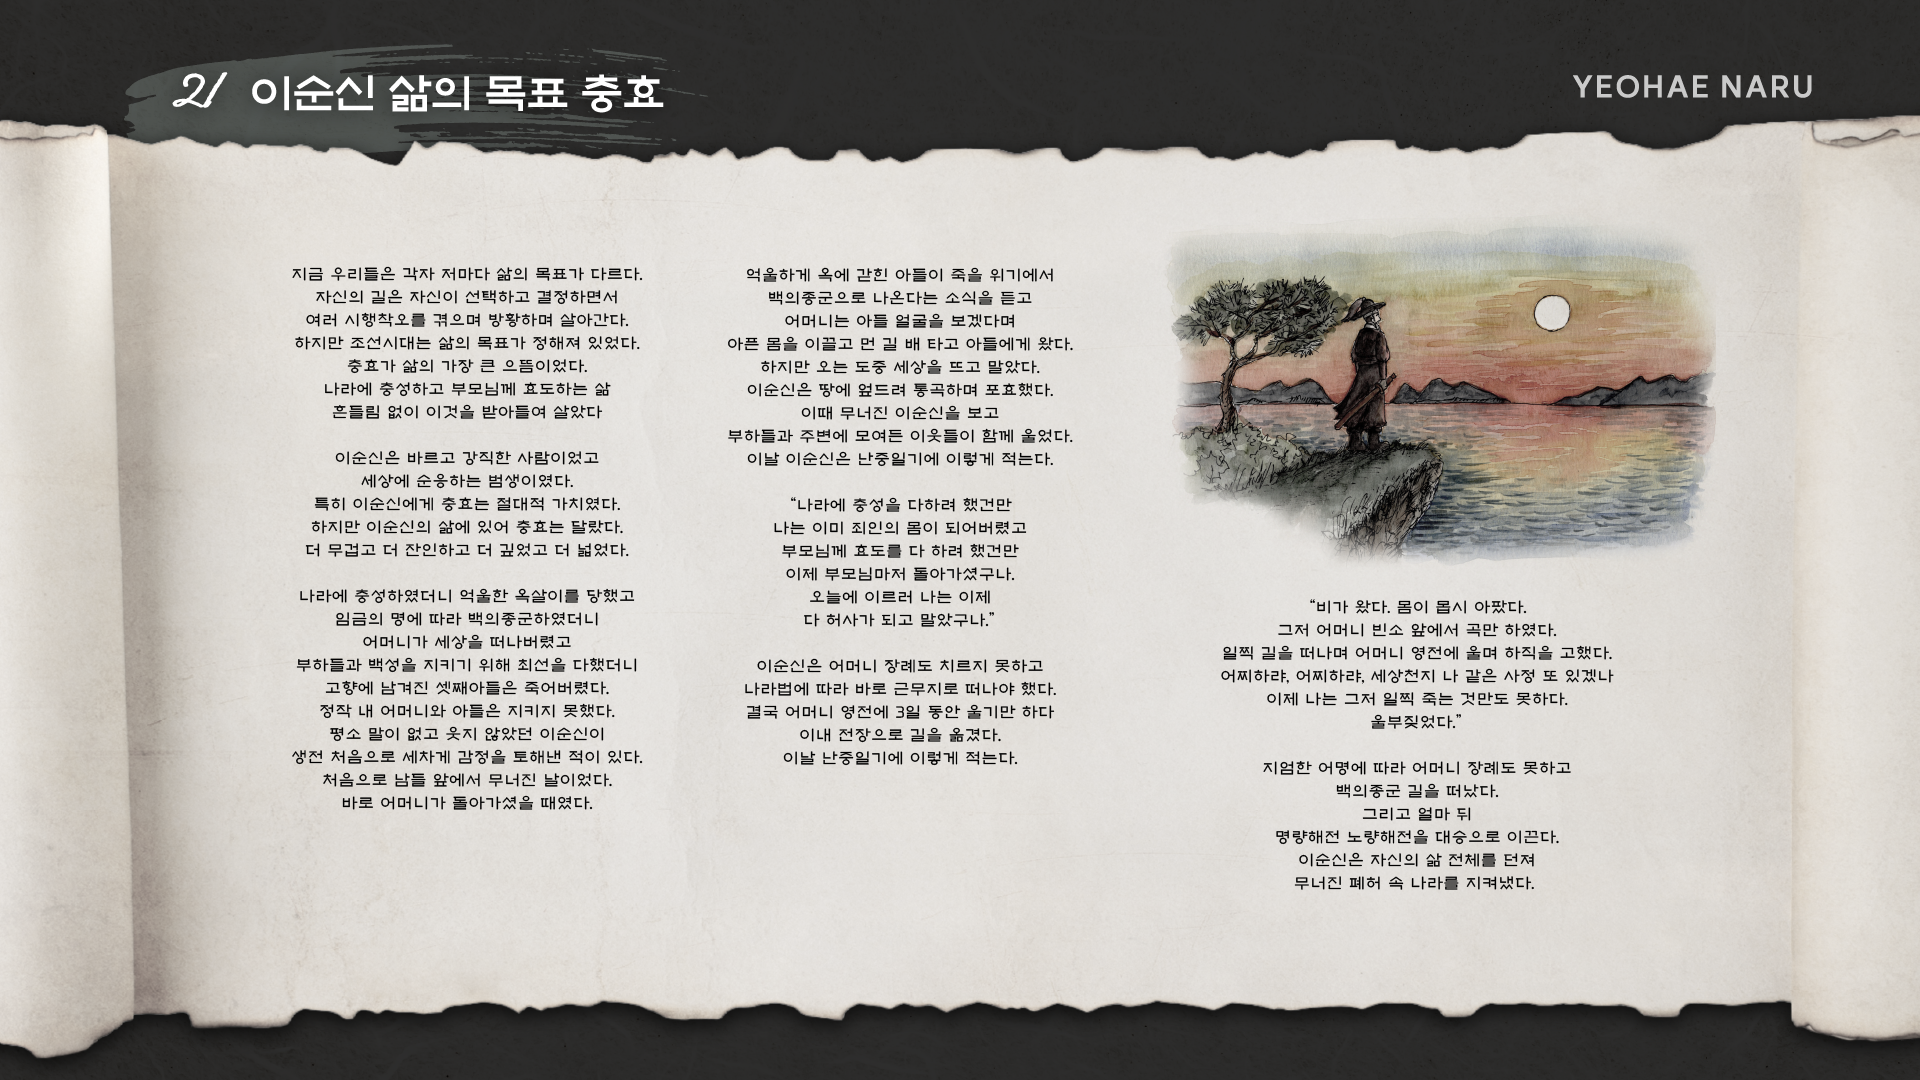 21 이순신 삶의 목표 충효
YEOHAE NARU
지금 우리들은 각자 저마다 삶의 목표가 다르다.
자신의 길은 자신이 선택하고 결정하면서
여러 시행착오를 겪으며 방황하며 살아간다.
하지만 조선시대는 삶의 목표가 정해져 있었다.
충효가 삶의 가장 큰 으뜸이었다.
나라에 충성하고 부모님께 효도하는 삶
흔들림 없이 이것을 받아들여 살았다
이순신은 바르고 강직한 사람이었고
세상에 순응하는 범생이였다.
특히 이순신에게 충효는 절대적 가치였다.
하지만 이순신의 삶에 있어 충효는 달랐다.
더 무겁고 더 잔인하고 더 깊었고 더 넓었다.
나라에 충성하였더니 억울한 옥살이를 당했고
임금의 명에 따라 백의종군하였더니
어머니가 세상을 떠나버렸고
부하들과 백성을 지키기 위해 최선을 다했더니
고향에 남겨진 셋째아들은 죽어버렸다.
정작 내 어머니와 아들은 지키지 못했다.
평소 말이 없고 웃지 않았던 이순신이
생전 처음으로 세차게 감정을 토해낸 적이 있다.
처음으로 남들 앞에서 무너진 날이었다.
바로 어머니가 돌아가셨을 때였다.
억울하게 옥에 갇힌 아들이 죽을 위기에서
백의종군으로 나온다는 소식을 듣고
어머니는 아들 얼굴을 보겠다며
아픈 몸을 이끌고 먼 길 배 타고 아들에게 왔다.
하지만 오는 도중 세상을 뜨고 말았다.
이순신은 땅에 엎드려 통곡하며 포효했다.
이때 무너진 이순신을 보고
부하들과 주변에 모여든 이웃들이 함께 울었다.
이날 이순신은 난중일기에 이렇게 적는다.
“나라에 충성을 다하려 했건만
나는 이미 죄인의 몸이 되어버렸고
부모님께 효도를 다 하려 했건만
이제 부모님마저 돌아가셨구나.
오늘에 이르러 나는 이제
다 허사가 되고 말았구나.”
이순신은 어머니 장례도 치르지 못하고
나라법에 따라 바로 근무지로 떠나야 했다.
결국 어머니 영전에 3일 동안 울기만 하다
이내 전장으로 길을 옮겼다.
이날 난중일기에 이렇게 적는다.
“비가 왔다. 몸이 몹시 아팠다.
그저 어머니 빈소 앞에서 곡만 하였다.
일찍 길을 떠나며 어머니 영전에 울며 하직을 고했다.
어찌하랴, 어찌하랴, 세상천지 나 같은 사정 또 있겠나
이제 나는 그저 일찍 죽는 것만도 못하다.
울부짖었다.”
지엄한 어명에 따라 어머니 장례도 못하고
백의종군 길을 떠났다.
그리고 얼마 뒤
명량해전 노량해전을 대승으로 이끈다.
이순신은 자신의 삶 전체를 던져
무너진 폐허 속 나라를 지켜냈다.